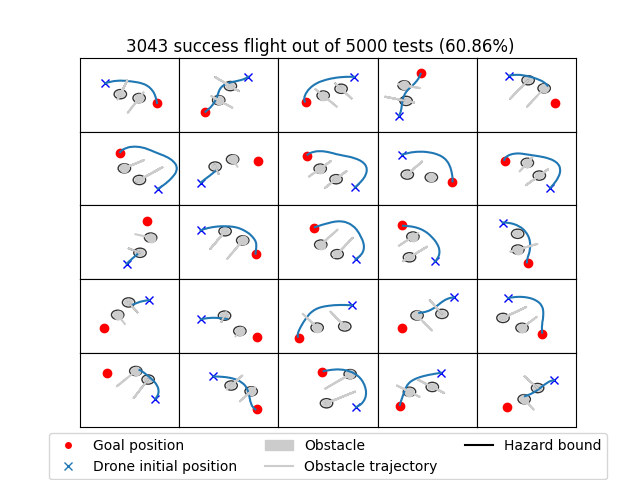 3043 success flight out of 5000 tests (60.86%)
Goal position
Obstacle
Hazard bound
Drone initial position
Obstacle trajectory